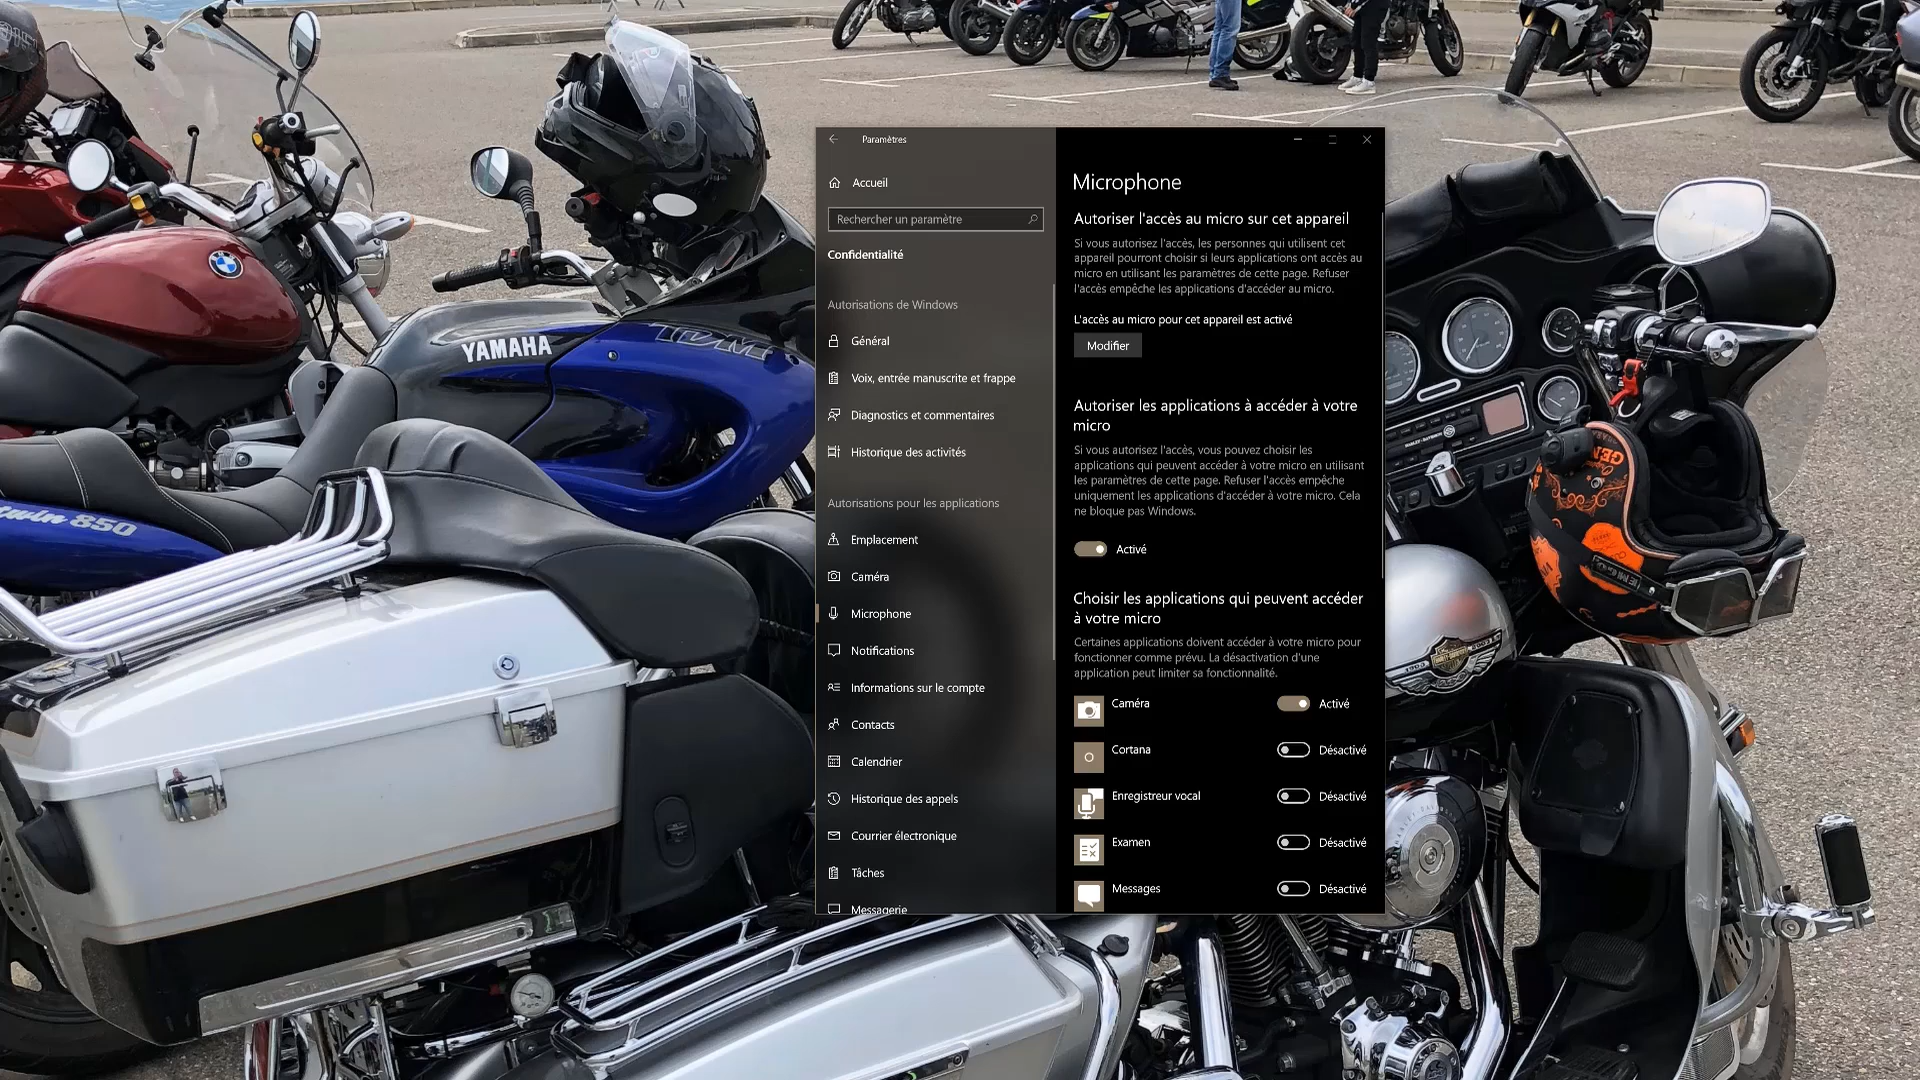 Paramètres
Accueil
Rechercher un paramètre
Confidentialité
Autorisations de Windows
Général
Voix, entrée manuscrite et frappe
Diagnostics et commentaires
Historique des activités
Autorisations pour les applications
Emplacement
Caméra
Microphone
Notifications
Informations sur le compte
Contacts
Calendrier
Historique des appels
Courrier électronique
Tâches
Messagerie
Microphone
Autoriser l'accès au micro sur cet appareil
Si vous autorisez l'accès, les personnes qui utilisent cet
appareil pourront choisir si leurs applications ont accès au
micro en utilisant les paramètres de cette page. Refuser
l'accès empêche les applications d'accéder au micro.
L'accès au micro pour cet appareil est activé
Modifier
Autoriser les applications à accéder à votre
micro
Si vous autorisez l'accès, vous pouvez choisir les
applications qui peuvent accéder à votre micro en utilisant
les paramètres de cette page. Refuser l'accès empêche
uniquement les applications d'accéder à votre micro. Cela
ne bloque pas Windows.
Activé
Choisir les applications qui peuvent accéder
à votre micro
Certaines applications doivent accéder à votre micro pour
fonctionner comme prévu. La désactivation d'une
application peut limiter sa fonctionnalité.
Caméra Activé
Cortana Désactivé
Enregistreur vocal Désactivé
Examen Désactivé
Messages Désactivé
YAMAHA
TDM
twin 850
HARLEY-DAVIDSON